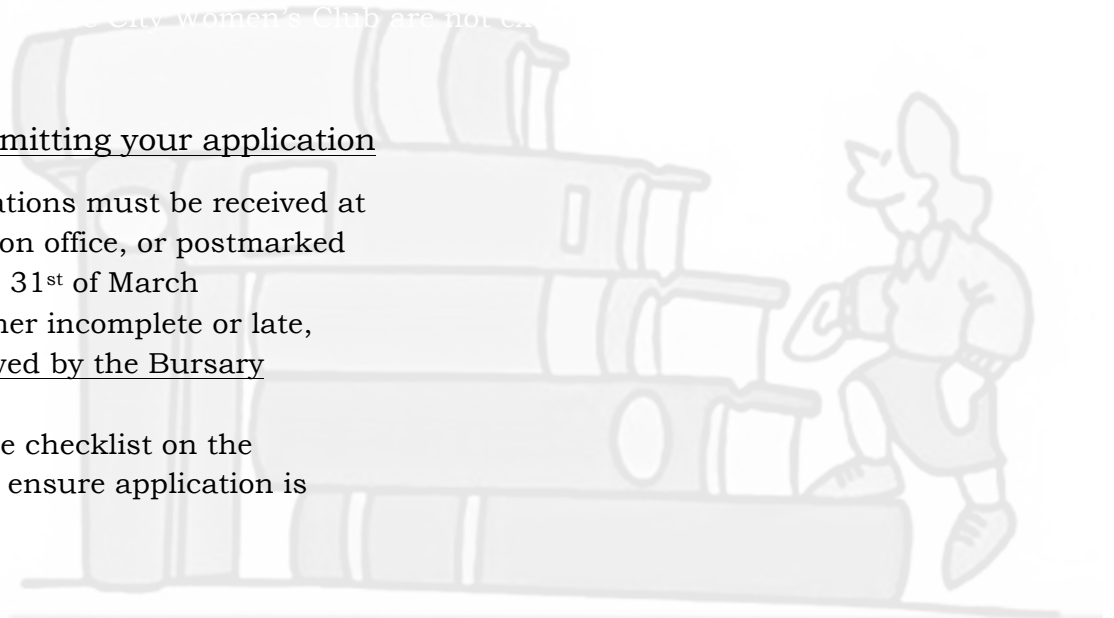 City Women's Club are not
mitting your application
ations must be received at
on office, or postmarked
31st of March
her incomplete or late,
ved by the Bursary
e checklist on the
ensure application is